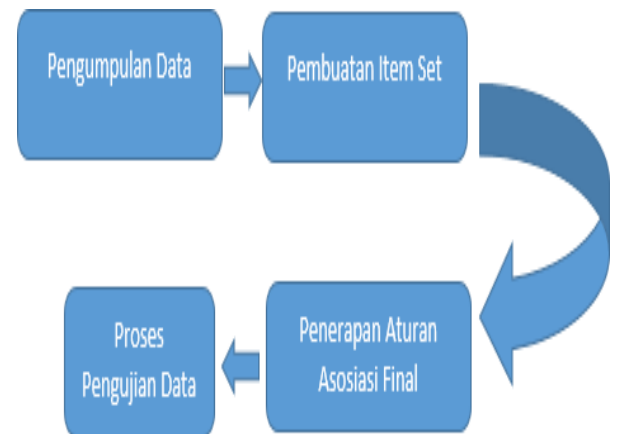 Pengumpulan Data
Pembuatan Item Set
Penerapan Aturan
Asosiasi Final
Proses
Pengujian Data